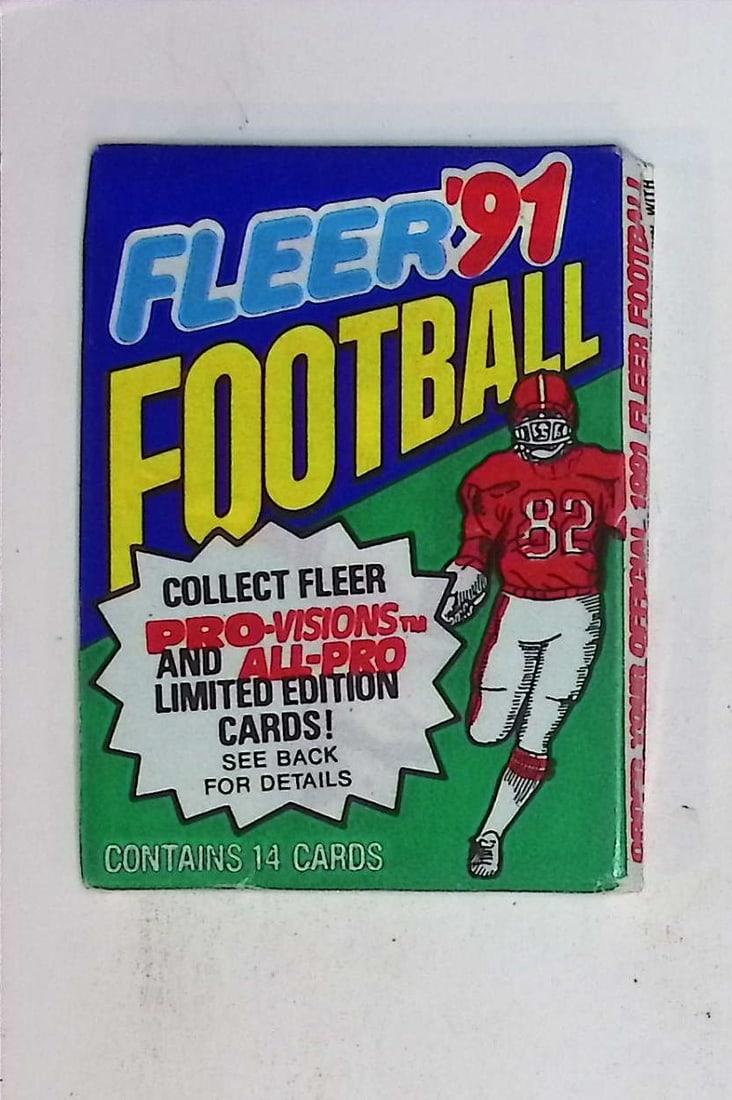 FLEER '91
FOOTBALL
82
COLLECT FLEER
PRO-VISIONS™
AND ALL-PRO
LIMITED EDITION
CARDS!
SEE BACK
FOR DETAILS
CONTAINS 14 CARDS
ORDER YOUR OFFICIAL 1991 FLEER FOOTBALL
WITH